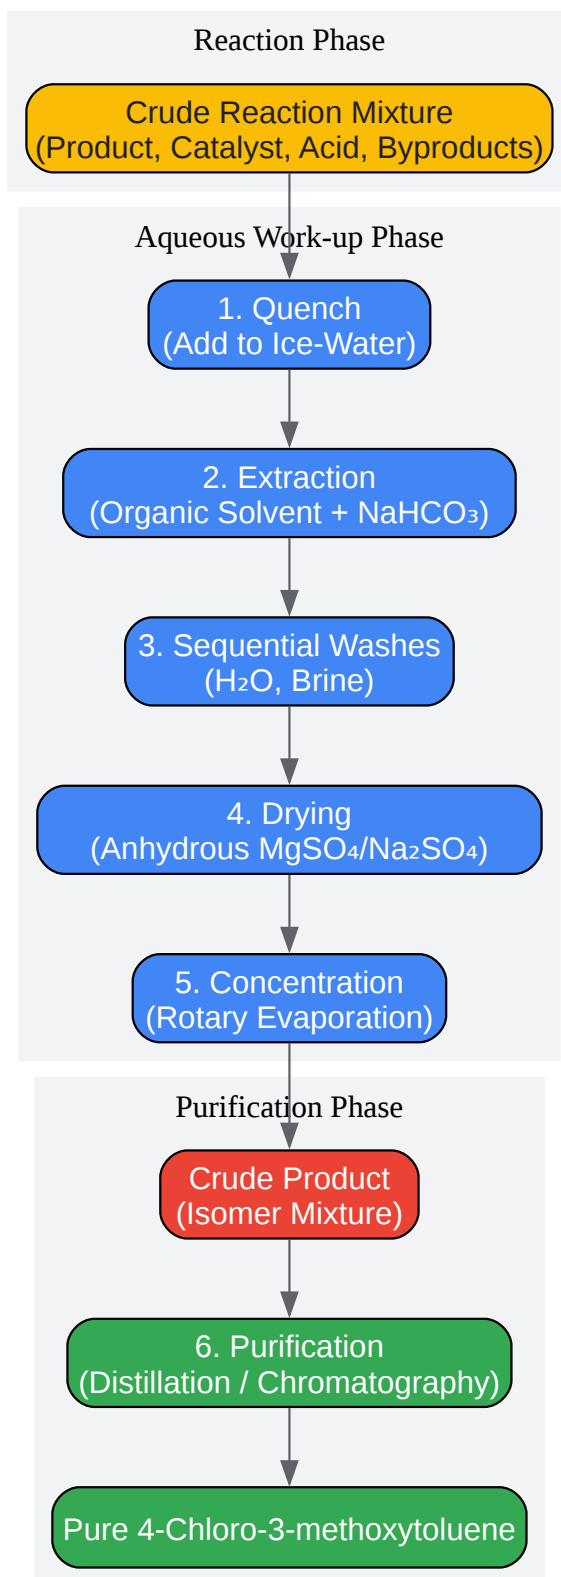 Reaction Phase
Crude Reaction Mixture
(Product, Catalyst, Acid, Byproducts)
Aqueous Work-up Phase
1. Quench
(Add to Ice-Water)
2. Extraction
(Organic Solvent + NaHCO₃)
3. Sequential Washes
(H₂O, Brine)
4. Drying
(Anhydrous MgSO₄/Na₂SO₄)
5. Concentration
(Rotary Evaporation)
Purification Phase
Crude Product
(Isomer Mixture)
6. Purification
(Distillation / Chromatography)
Pure 4-Chloro-3-methoxytoluene